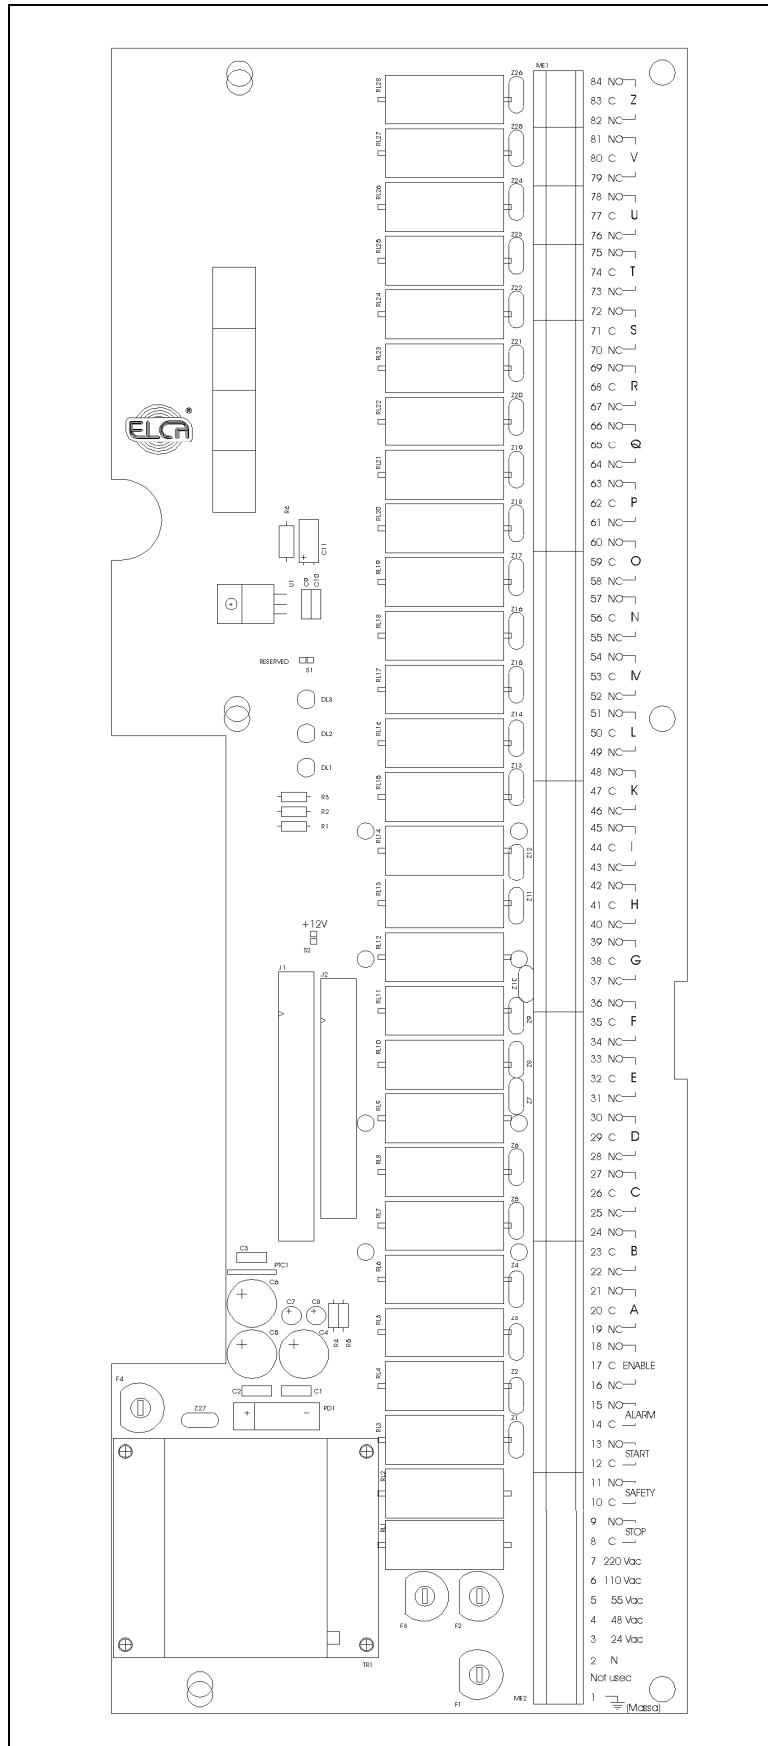 ME1
84 NO
83 C Z
82 NC
81 NO
80 C V
79 NC
78 NO
77 C U
76 NC
75 NO
74 C T
73 NC
72 NO
71 C S
70 NC
69 NO
68 C R
67 NC
66 NO
65 C Q
64 NC
63 NO
62 C P
61 NC
60 NO
59 C O
58 NC
57 NO
56 C N
55 NC
54 NO
53 C M
52 NC
51 NO
50 C L
49 NC
48 NO
47 C K
46 NC
45 NO
44 C I
43 NC
42 NO
41 C H
40 NC
39 NO
38 C G
37 NC
36 NO
35 C F
34 NC
33 NO
32 C E
31 NC
30 NO
29 C D
28 NC
27 NO
26 C C
25 NC
24 NO
23 C B
22 NC
21 NO
20 C A
19 NC
18 NO
17 C ENABLE
16 NC
15 NO
ALARM
14 C
13 NO
START
12 C
11 NO
SAFETY
10 C
9 NO
STOP
8 C
7 220 Vac
6 110 Vac
5 55 Vac
4 48 Vac
3 24 Vac
2 N
Not usec
1 (Massa)
ME2
RL28
RL27
RL26
RL25
RL24
RL23
RL22
RL21
RL20
RL19
RL18
RL17
RL16
RL15
RL14
RL13
RL12
RL11
RL10
RL9
RL8
RL7
RL6
RL5
RL4
RL3
RL2
RL1
Z26
Z25
Z24
Z23
Z22
Z21
Z20
Z19
Z18
Z17
Z16
Z15
Z14
Z13
Z12
Z11
Z1C
Z9
Z8
Z7
Z6
Z5
Z4
Z3
Z2
Z1
ELCA ®
R6
C11
+
U1
+
C9
C10
RESERVED
S1
DL3
DL2
DL1
R3
R2
R1
+12V
S2
J1
J2
C3
PTC1
C6
+
C7
+
C8
+
R4
R5
C5
+
C4
+
F4
C2
C1
Z27
+ -
PD1
TR1
F3
F2
F1